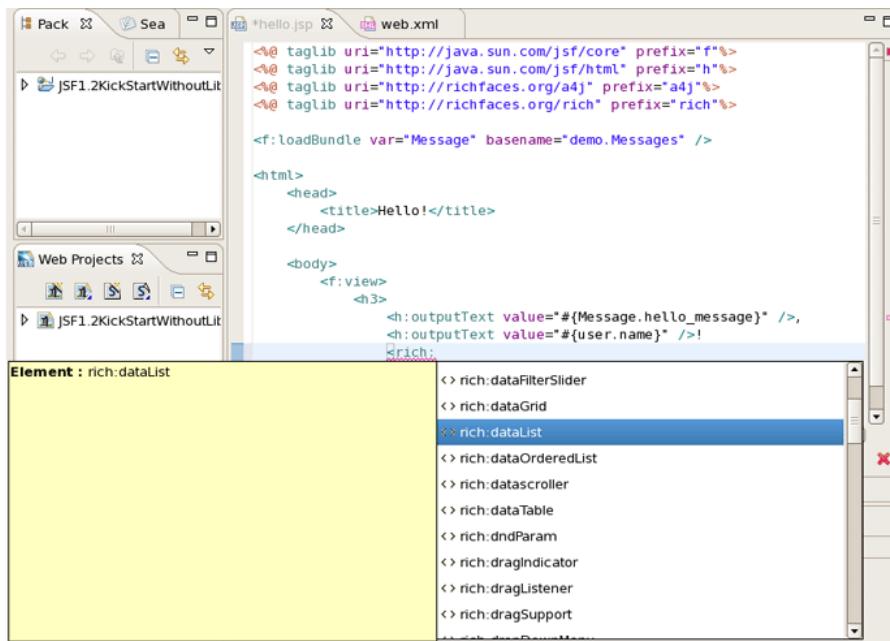 Pack
Sea
*hello.jsp
web.xml
JSF1.2KickStartWithoutLib
Web Projects
JSF1.2KickStartWithoutLib
<%@ taglib uri="http://java.sun.com/jsf/core" prefix="f"%>
<%@ taglib uri="http://java.sun.com/jsf/html" prefix="h"%>
<%@ taglib uri="http://richfaces.org/a4j" prefix="a4j"%>
<%@ taglib uri="http://richfaces.org/rich" prefix="rich"%>
<f:loadBundle var="Message" basename="demo.Messages" />
<html>
<head>
<title>Hello!</title>
</head>
<body>
<f:view>
<h3>
<h:outputText value="#{Message.hello_message}" />,
<h:outputText value="#{user.name}" />!
<rich:
Element : rich:dataList
<> rich:dataFilterSlider
<> rich:dataGrid
<> rich:dataList
<> rich:dataOrderedList
<> rich:datascroller
<> rich:dataTable
<> rich:dndParam
<> rich:dragIndicator
<> rich:dragListener
<> rich:dragSupport